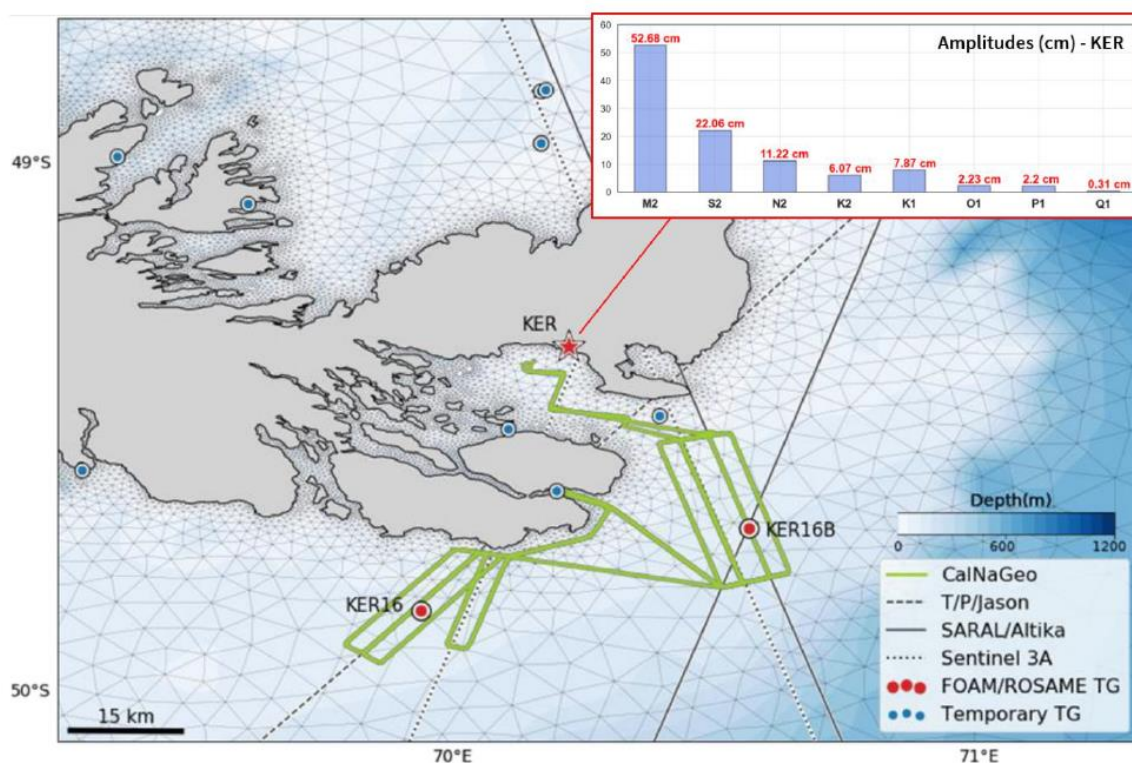 Amplitudes (cm) - KER
60
50
40
30
20
10
0
52.68 cm
22.06 cm
11.22 cm
6.07 cm
7.87 cm
2.23 cm
2.2 cm
0.31 cm
M2 S2 N2 K2 K1 O1 P1 Q1
49°S
KER
KER16B
KER16
50°S
15 km
70°E
71°E
Depth(m)
0 600 1200
CalNaGeo
T/P/Jason
SARAL/Altika
Sentinel 3A
FOAM/ROSAME TG
Temporary TG